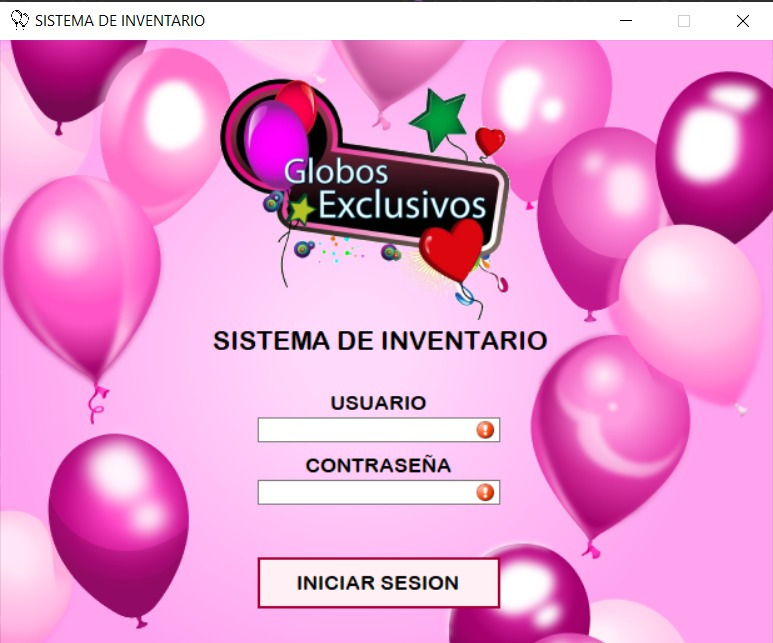 SISTEMA DE INVENTARIO
Globos
Exclusivos
SISTEMA DE INVENTARIO
USUARIO
CONTRASEÑA
INICIAR SESION